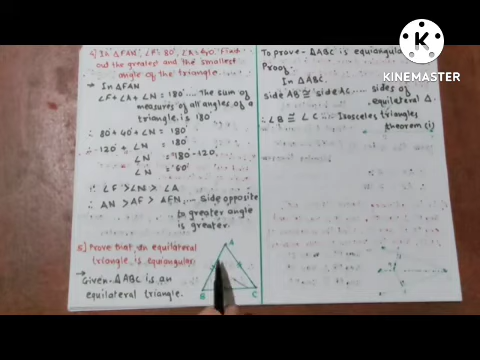 4) In △FAN, ∠F=80°, ∠A=40°. Find
out the greatest and the smallest
angle of the triangle.
→ In △FAN
∠F+∠A+∠N=180° .... The sum of
measures of all angles of a
triangle is 180°
∴ 80+40+∠N=180°
∴ 120+∠N=180°
∠N=180-120
∠N=60°
∴ ∠F>∠N>∠A
∴ AN>AF>FN.... side opposite
to greater angle
is greater.
5) Prove that, an equilateral
triangle is equiangular
→ Given-△ABC is an
equilateral triangle.
A
B C
To prove-△ABC is equiangular
Proof-
In △ABC
side AB≅side AC.... sides of
equilateral △.
∴∠B≅∠C... Isosceles triangles
theorem (i)
KINEMASTER